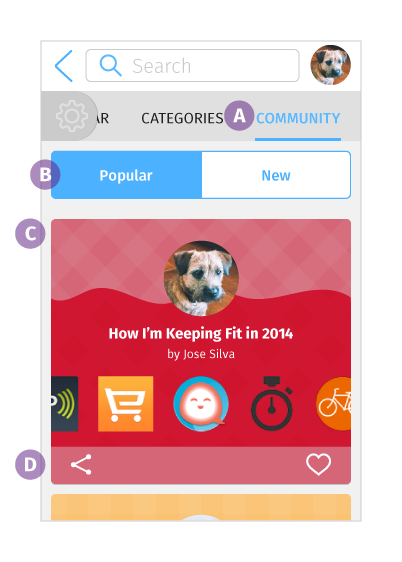 Search
AR CATEGORIES A COMMUNITY
B Popular New
C
How I'm Keeping Fit in 2014
by Jose Silva
P
D